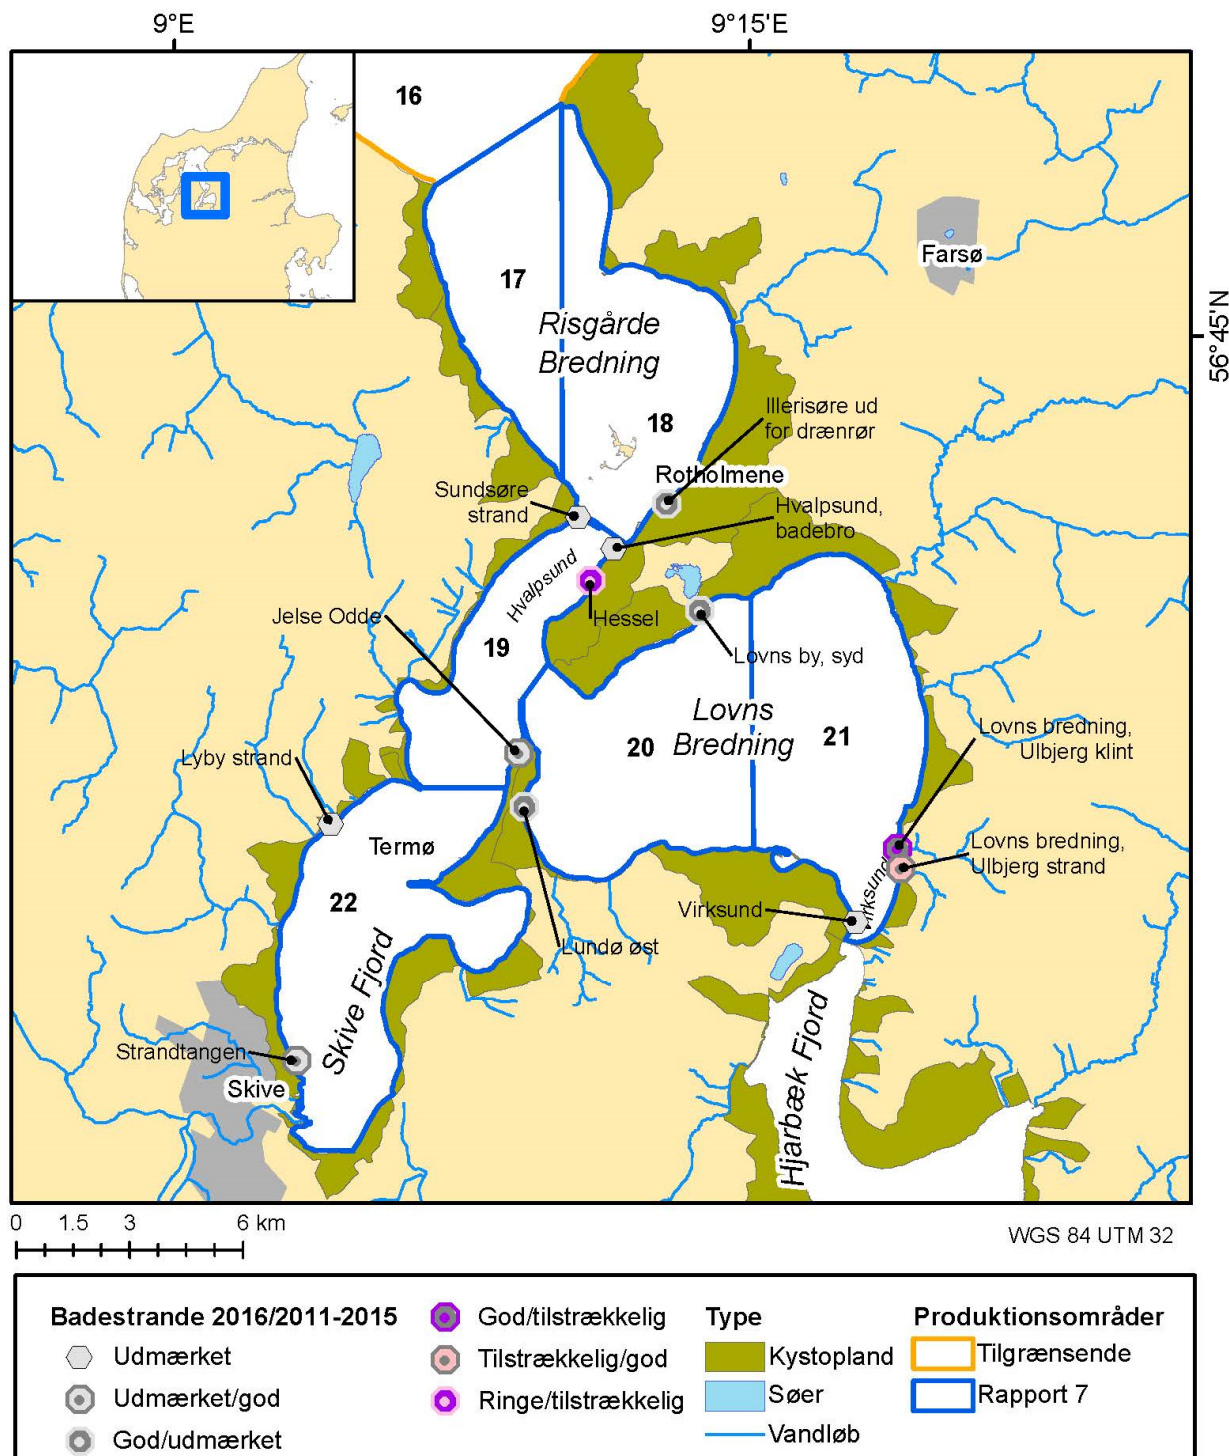 9°E
9°15'E
56°45'N
16
Farsø
17
Risgårde
Bredning
Illerisøre ud
for drænrør
18
Rotholmene
Sundsøre
strand
Hvalpsund,
badebro
Hvalpsund
Hessel
Jelse Odde
19
Lovns by, syd
Lovns
Bredning
20
21
Lovns bredning,
Ulbjerg klint
Lyby strand
Termø
Lovns bredning,
Ulbjerg strand
Virksund
22
Virksund
Lundø øst
Skive Fjord
Hjarbæk Fjord
Strandtangen
Skive
0 1.5 3 6 km
WGS 84 UTM 32
Badestrande 2016/2011-2015
Udmærket
Udmærket/god
God/udmærket
God/tilstrækkelig
Tilstrækkelig/god
Ringe/tilstrækkelig
Type
Kystopland
Søer
Vandløb
Produktionsområder
Tilgrænsende
Rapport 7